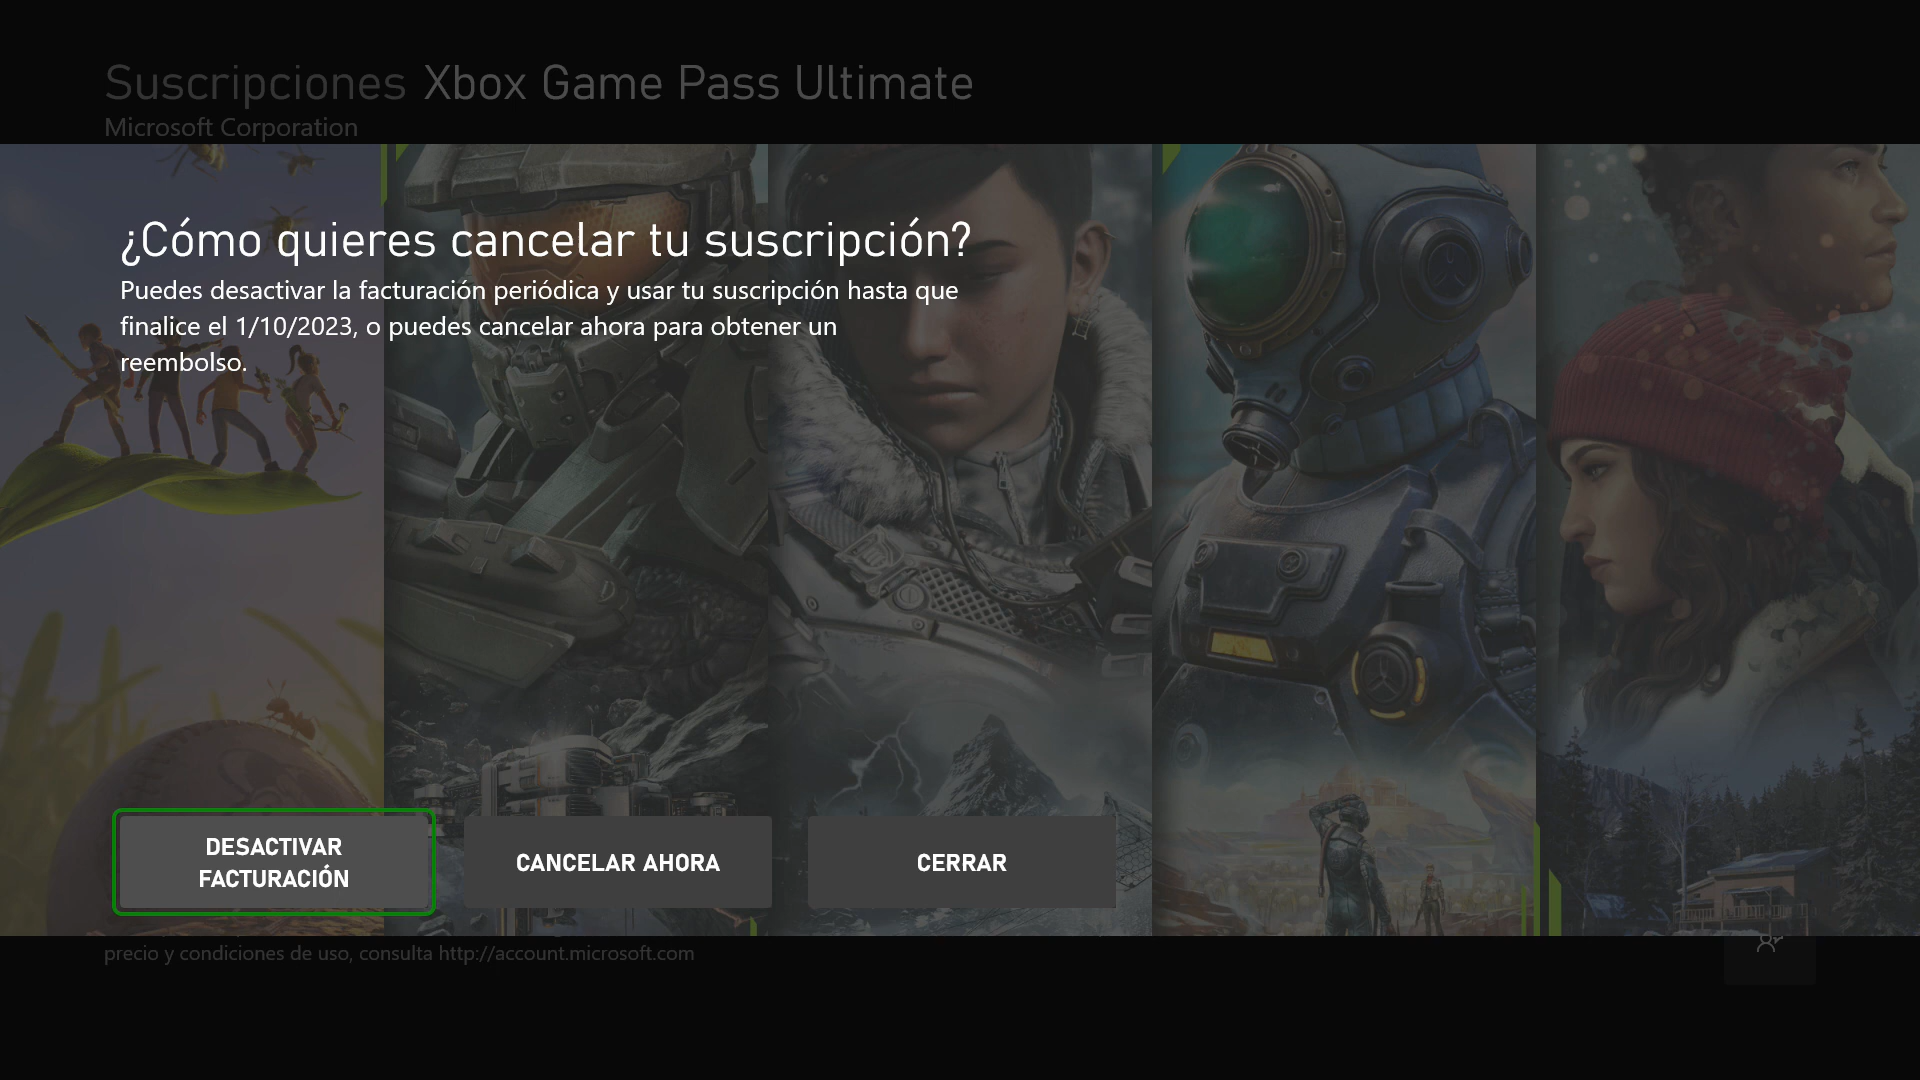 Suscripciones Xbox Game Pass Ultimate
Microsoft Corporation
¿Cómo quieres cancelar tu suscripción?
Puedes desactivar la facturación periódica y usar tu suscripción hasta que
finalice el 1/10/2023, o puedes cancelar ahora para obtener un
reembolso.
DESACTIVAR
FACTURACIÓN
CANCELAR AHORA
CERRAR
precio y condiciones de uso, consulta http://account.microsoft.com